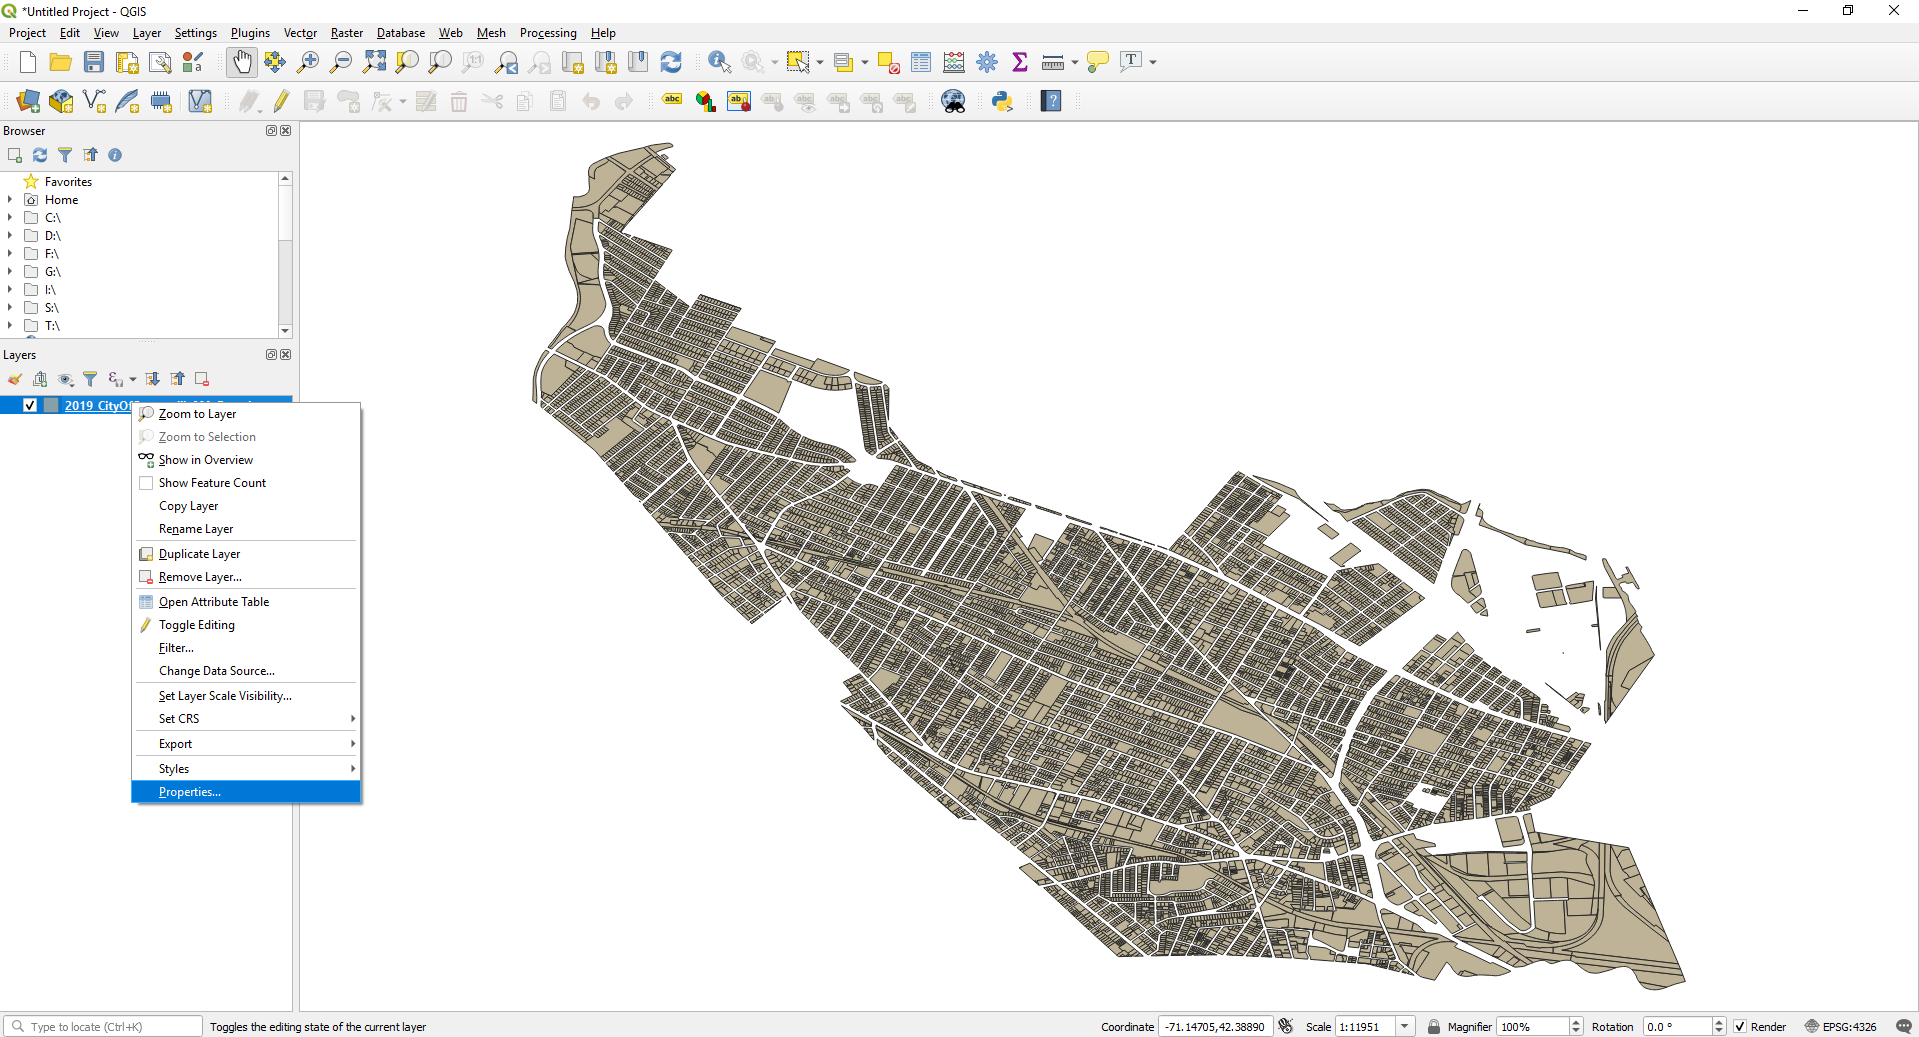 *Untitled Project - QGIS
Project Edit View Layer Settings Plugins Vector Raster Database Web Mesh Processing Help
Browser
Favorites
Home
C:\
D:\
F:\
G:\
I:\
S:\
T:\
Layers
2019_CityOf
Zoom to Layer
Zoom to Selection
Show in Overview
Show Feature Count
Copy Layer
Rename Layer
Duplicate Layer
Remove Layer...
Open Attribute Table
Toggle Editing
Filter...
Change Data Source...
Set Layer Scale Visibility...
Set CRS
Export
Styles
Properties...
Type to locate (Ctrl+K) Toggles the editing state of the current layer Coordinate -71.14705,42.38890 Scale 1:11951 Magnifier 100% Rotation 0.0 ° Render EPSG:4326